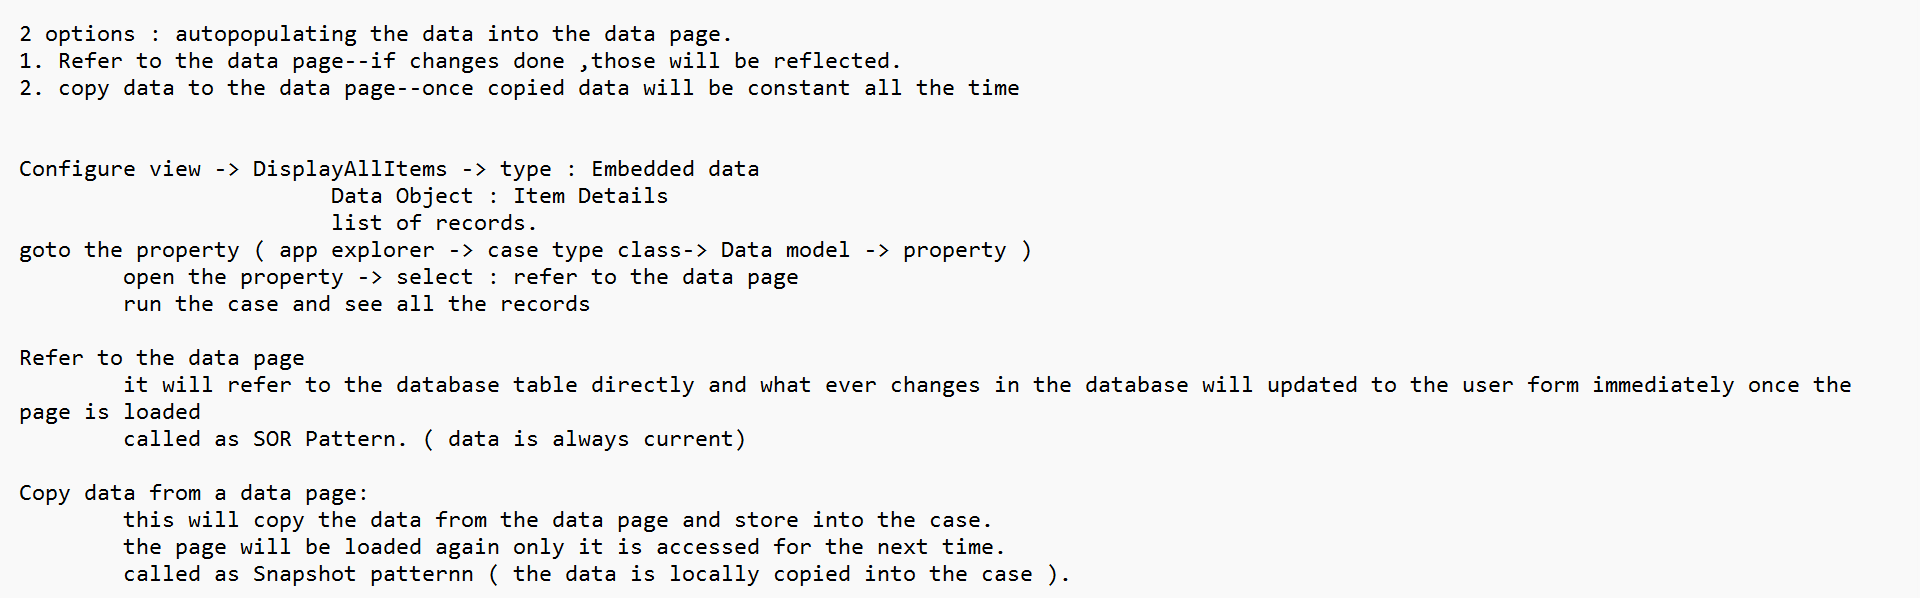 2 options : autopopulating the data into the data page.
1. Refer to the data page--if changes done ,those will be reflected.
2. copy data to the data page--once copied data will be constant all the time
Configure view -> DisplayAllItems -> type : Embedded data
Data Object : Item Details
list of records.
goto the property ( app explorer -> case type class-> Data model -> property )
open the property -> select : refer to the data page
run the case and see all the records
Refer to the data page
it will refer to the database table directly and what ever changes in the database will updated to the user form immediately once the
page is loaded
called as SOR Pattern. ( data is always current)
Copy data from a data page:
this will copy the data from the data page and store into the case.
the page will be loaded again only it is accessed for the next time.
called as Snapshot patternn ( the data is locally copied into the case ).